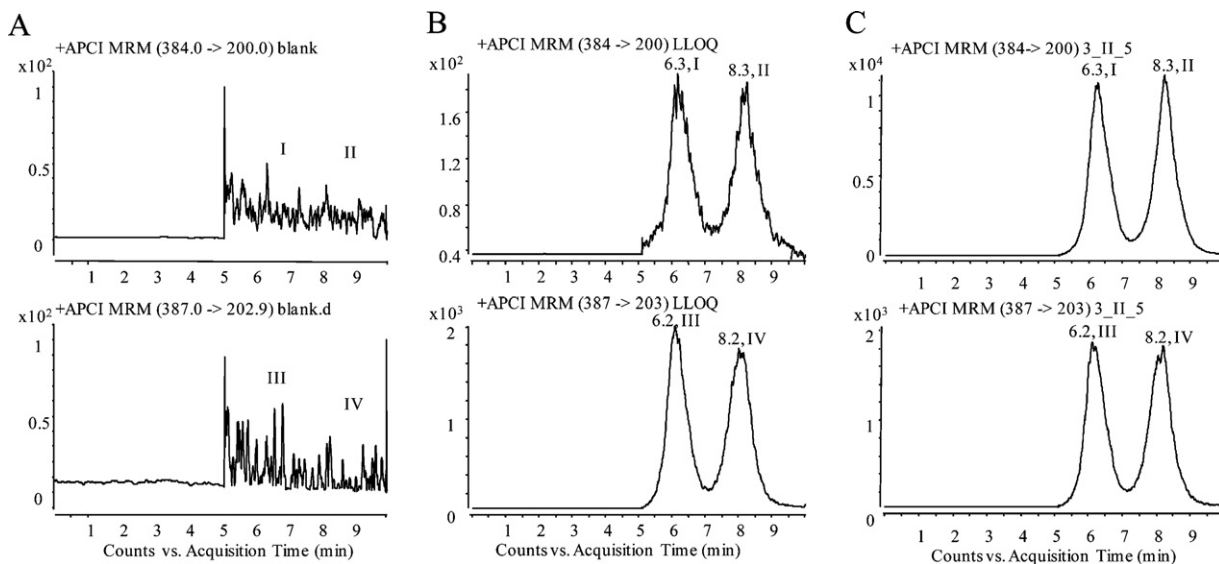 A
+APCI MRM (384.0 -> 200.0) blank
x10²
1
0.5
0
I
II
1 2 3 4 5 6 7 8 9
+APCI MRM (387.0 -> 202.9) blank.d
x10²
1
0.5
0
III
IV
1 2 3 4 5 6 7 8 9
Counts vs. Acquisition Time (min)
B
+APCI MRM (384 -> 200) LLOQ
x10²
6.3, I
8.3, II
1.6
1.2
0.8
0.4
1 2 3 4 5 6 7 8 9
+APCI MRM (387 -> 203) LLOQ
x10³
6.2, III
8.2, IV
2
1
0
1 2 3 4 5 6 7 8 9
Counts vs. Acquisition Time (min)
C
+APCI MRM (384-> 200) 3_II_5
x10⁴
6.3, I
8.3, II
1
0.5
0
1 2 3 4 5 6 7 8 9
+APCI MRM (387 -> 203) 3_II_5
x10³
6.2, III
8.2, IV
2
1
0
1 2 3 4 5 6 7 8 9
Counts vs. Acquisition Time (min)